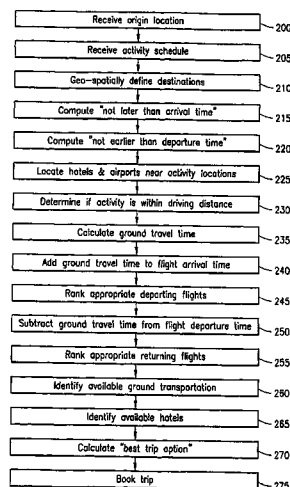 Receive origin location 200
Receive activity schedule 205
Geo-spatially define destinations 210
Compute "not later than arrival time" 215
Compute "not earlier than departure time" 220
Locate hotels & airports near activity locations 225
Determine if activity is within driving distance 230
Calculate ground travel time 235
Add ground travel time to flight arrival time 240
Rank appropriate departing flights 245
Subtract ground travel time from flight departure time 250
Rank appropriate returning flights 255
Identify available ground transportation 260
Identify available hotels 265
Calculate "best trip option" 270
Book trip 275